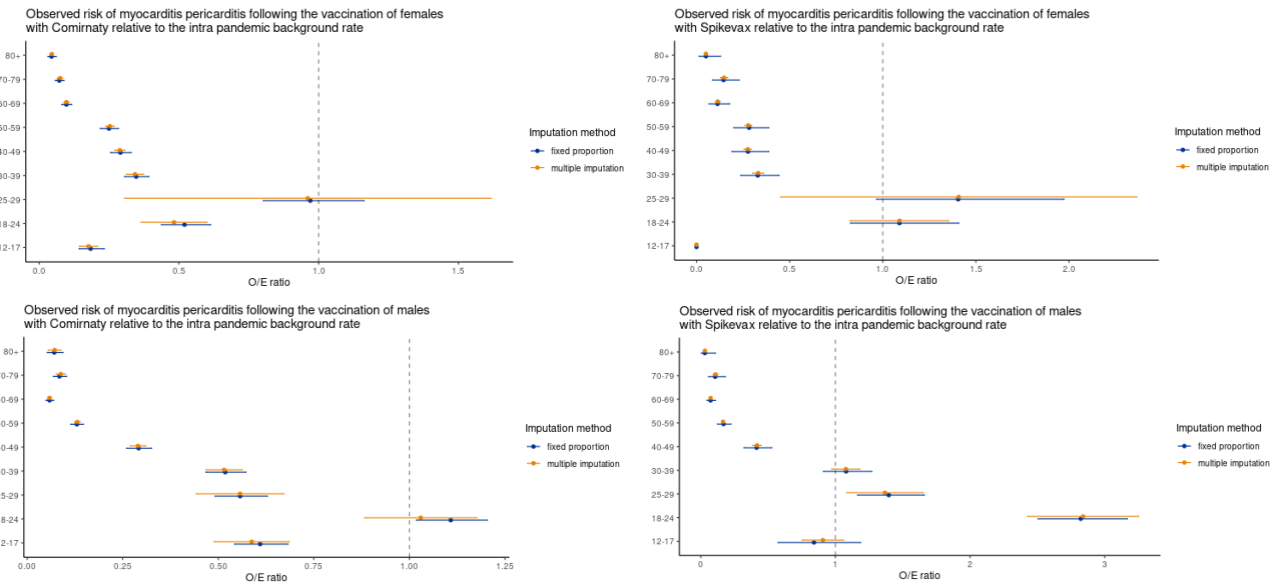 Observed risk of myocarditis pericarditis following the vaccination of females
with Comirnaty relative to the intra pandemic background rate
80+
70-79
60-69
50-59
40-49
30-39
25-29
18-24
12-17
0.0 0.5 1.0 1.5
O/E ratio
Imputation method
fixed proportion
multiple imputation
Observed risk of myocarditis pericarditis following the vaccination of females
with Spikevax relative to the intra pandemic background rate
80+
70-79
60-69
50-59
40-49
30-39
25-29
18-24
12-17
0.0 0.5 1.0 1.5 2.0
O/E ratio
Imputation method
fixed proportion
multiple imputation
Observed risk of myocarditis pericarditis following the vaccination of males
with Comirnaty relative to the intra pandemic background rate
80+
0-79
0-69
0-59
0-49
0-39
5-29
8-24
2-17
0.00 0.25 0.50 0.75 1.00 1.25
O/E ratio
Imputation method
fixed proportion
multiple imputation
Observed risk of myocarditis pericarditis following the vaccination of males
with Spikevax relative to the intra pandemic background rate
80+
70-79
60-69
50-59
40-49
30-39
25-29
18-24
12-17
0 1 2 3
O/E ratio
Imputation method
fixed proportion
multiple imputation